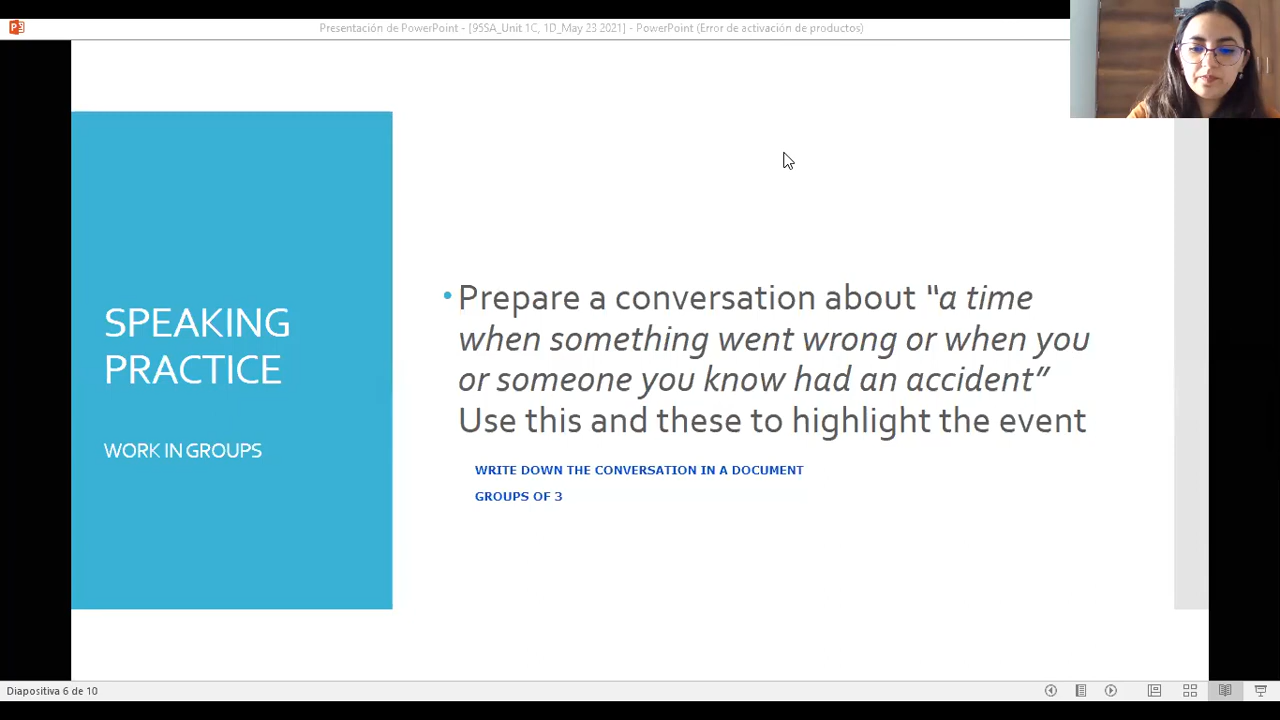 Presentación de PowerPoint - [95SA_Unit 1C, 1D_May 23 2021] - PowerPoint (Error de activación de productos)
SPEAKING
PRACTICE
WORK IN GROUPS
• Prepare a conversation about “a time
when something went wrong or when you
or someone you know had an accident”
Use this and these to highlight the event
WRITE DOWN THE CONVERSATION IN A DOCUMENT
GROUPS OF 3
Diapositiva 6 de 10